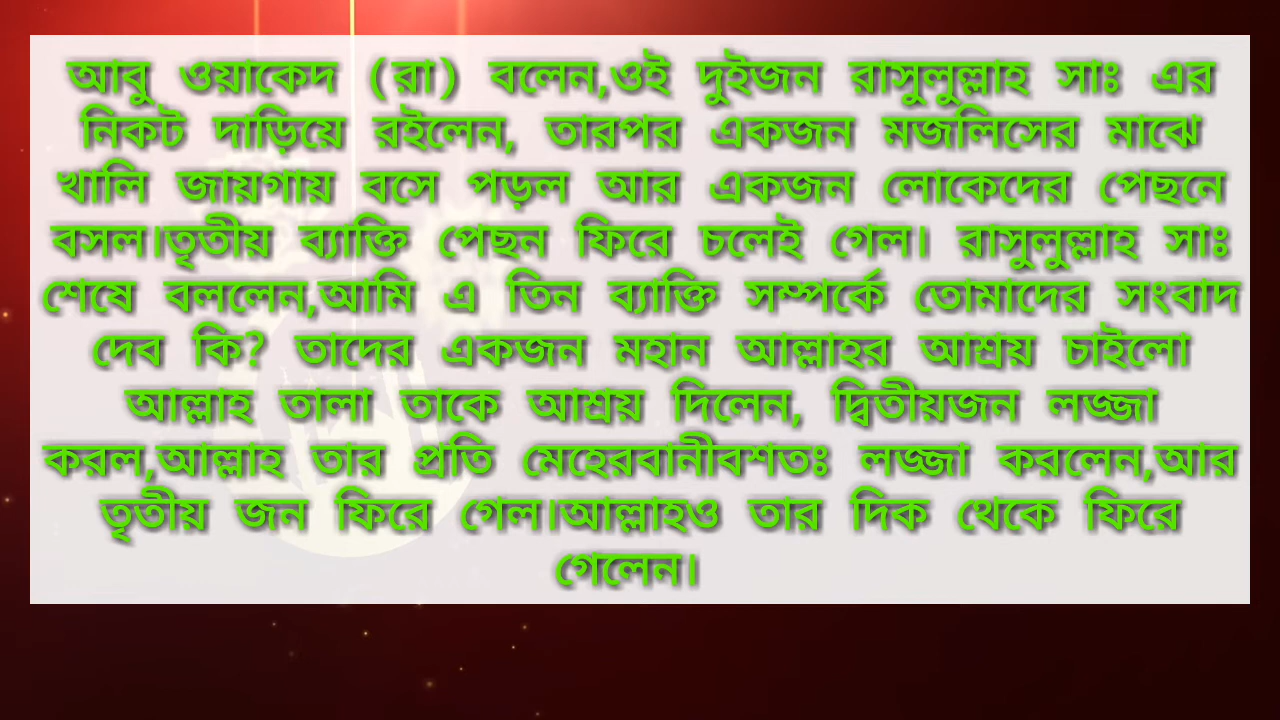 আবু ওয়াকেদ (রা) বলেন,ওই দুইজন রাসুলুল্লাহ সাঃ এর
নিকট দাড়িয়ে রইলেন, তারপর একজন মজলিসের মাঝে
খালি জায়গায় বসে পড়ল আর একজন লোকেদের পেছনে
বসল।তৃতীয় ব্যাক্তি পেছন ফিরে চলেই গেল। রাসুলুল্লাহ সাঃ
শেষে বললেন,আমি এ তিন ব্যাক্তি সম্পর্কে তোমাদের সংবাদ
দেব কি? তাদের একজন মহান আল্লাহর আশ্রয় চাইলো
আল্লাহ তালা তাকে আশ্রয় দিলেন, দ্বিতীয়জন লজ্জা
করল,আল্লাহ তার প্রতি মেহেরবানীবশতঃ লজ্জা করলেন,আর
তৃতীয় জন ফিরে গেল।আল্লাহও তার দিক থেকে ফিরে
গেলেন।